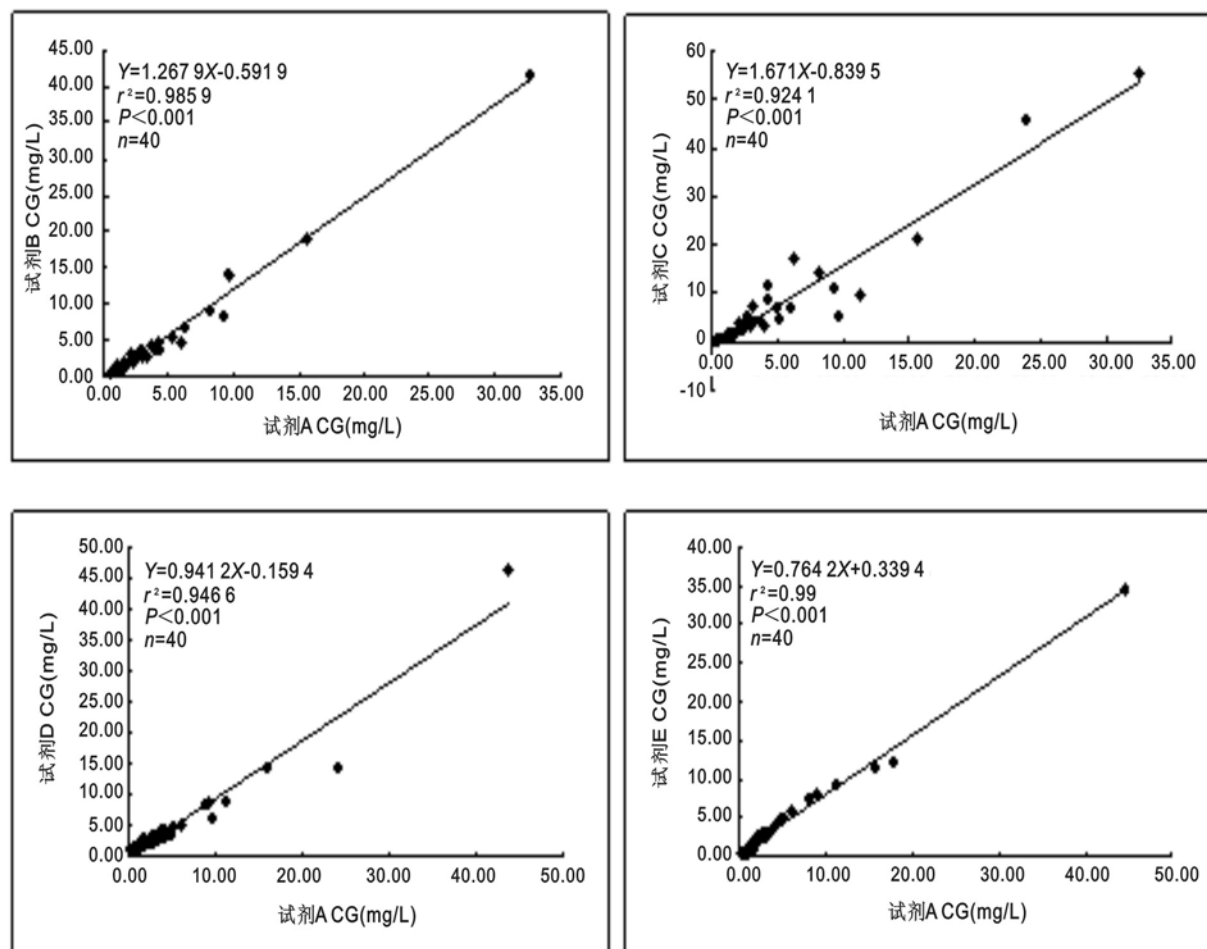 45.00
40.00
35.00
30.00
25.00
20.00
15.00
10.00
5.00
0.00
试剂B CG(mg/L)
Y=1.267 9X-0.591 9
r²=0.985 9
P<0.001
n=40
0.00 5.00 10.00 15.00 20.00 25.00 30.00 35.00
试剂A CG(mg/L)
60
50
40
30
20
10
0
-10
试剂C CG(mg/L)
Y=1.671X-0.839 5
r²=0.924 1
P<0.001
n=40
0.00 5.00 10.00 15.00 20.00 25.00 30.00 35.00
试剂A CG(mg/L)
50.00
45.00
40.00
35.00
30.00
25.00
20.00
15.00
10.00
5.00
0.00
试剂D CG(mg/L)
Y=0.941 2X-0.159 4
r²=0.946 6
P<0.001
n=40
0.00 10.00 20.00 30.00 40.00 50.00
试剂A CG(mg/L)
40.00
35.00
30.00
25.00
20.00
15.00
10.00
5.00
0.00
试剂E CG(mg/L)
Y=0.764 2X+0.339 4
r²=0.99
P<0.001
n=40
0.00 10.00 20.00 30.00 40.00 50.00
试剂A CG(mg/L)